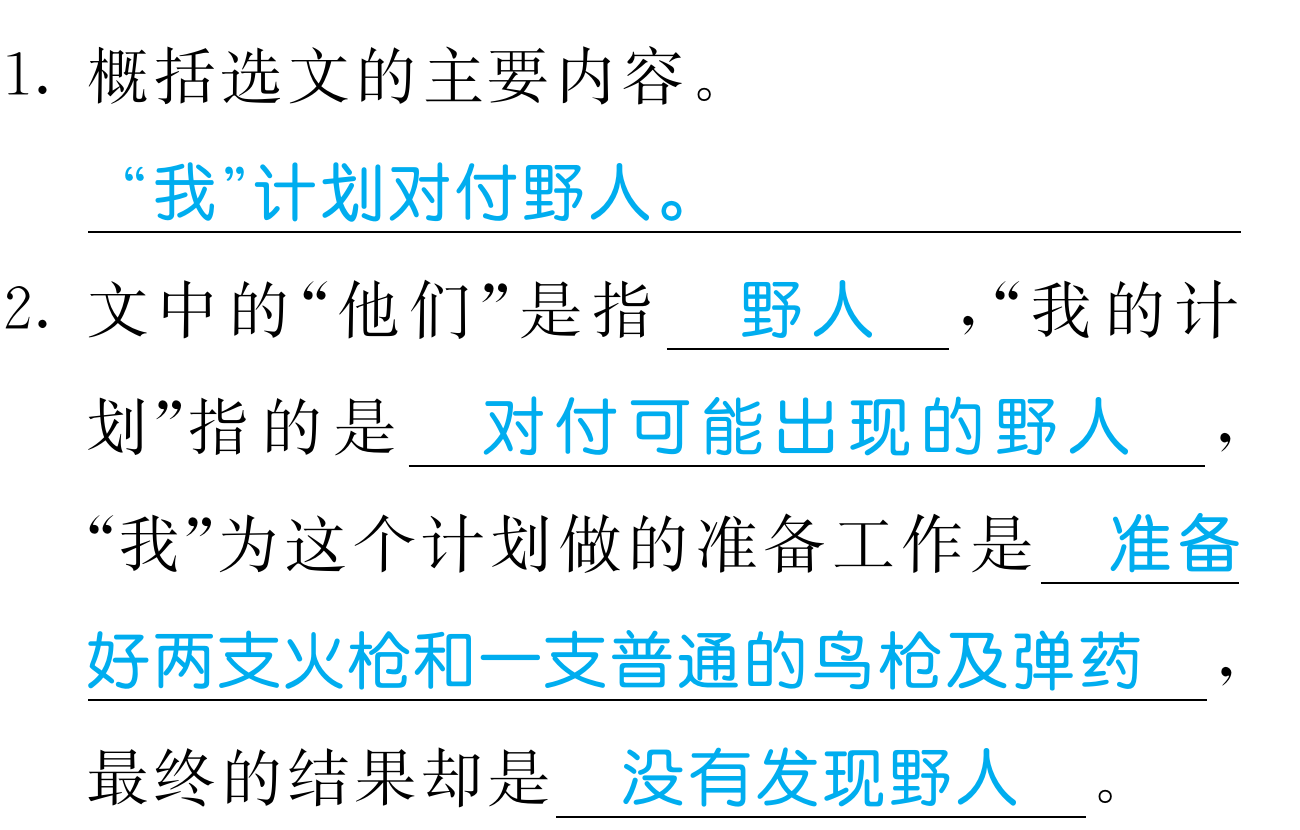 1. 概括选文的主要内容。
“我”计划对付野人。
2. 文中的“他们”是指 野人 ,“我的计
划”指的是 对付可能出现的野人 ,
“我”为这个计划做的准备工作是 准备
好两支火枪和一支普通的鸟枪及弹药 ,
最终的结果却是 没有发现野人 。